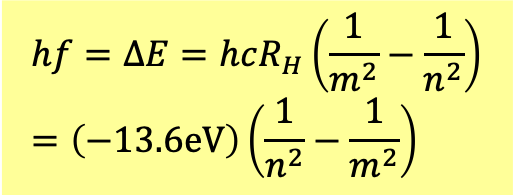 hf = ΔE = hcR_H (1/m² − 1/n²)
= (−13.6eV) (1/n² − 1/m²)